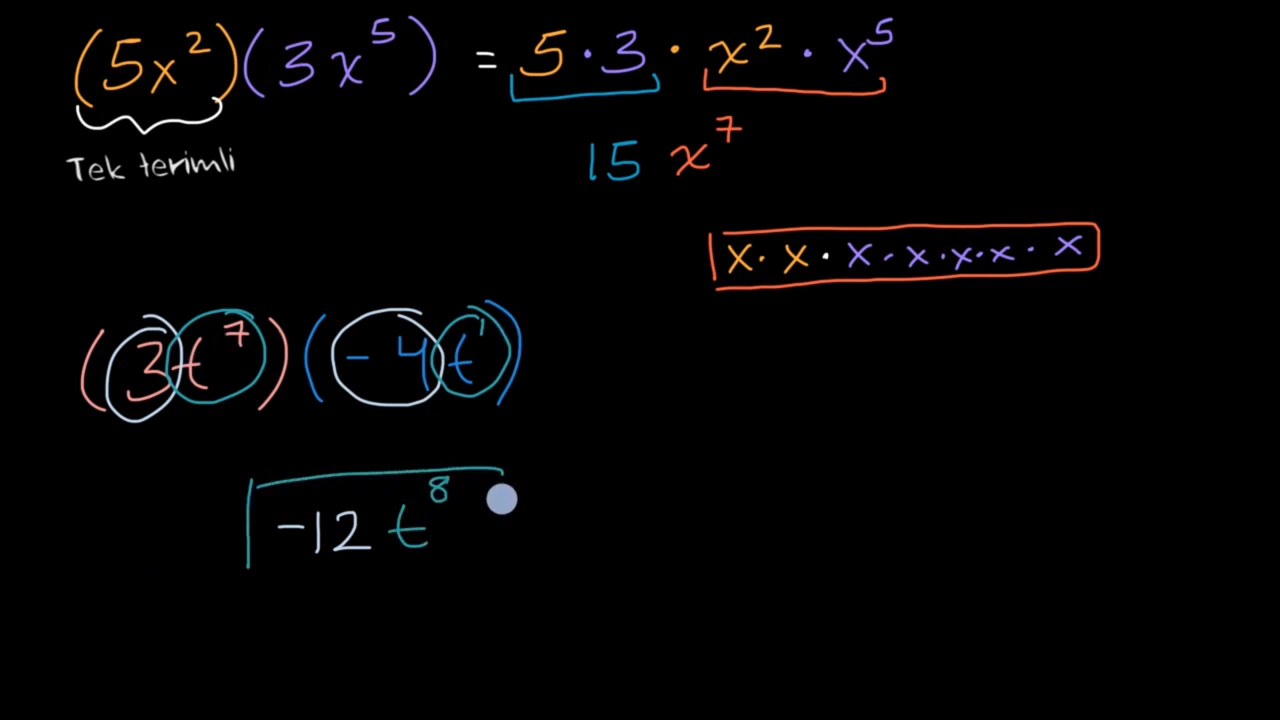 (5x²)(3x⁵) = 5 · 3 · x² · x⁵
Tek terimli
15 x⁷
x · x · x · x · x · x · x
(3t⁷)(-4t¹)
-12 t⁸